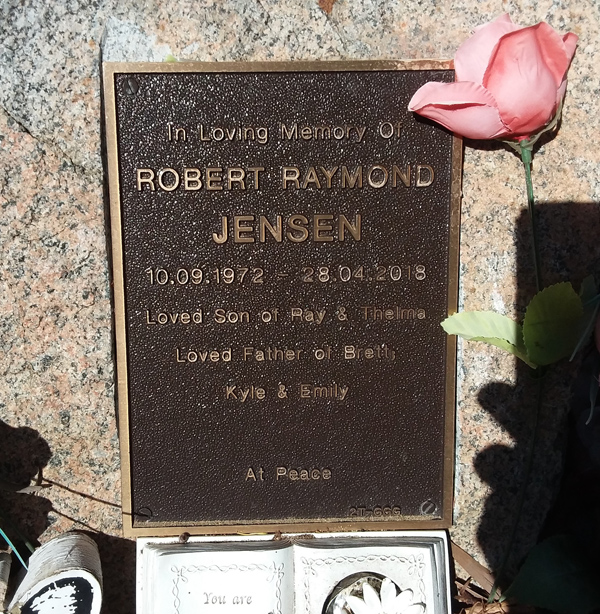 In Loving Memory Of
ROBERT RAYMOND
JENSEN
10.09.1972 - 28.04.2018
Loved Son of Ray & Thelma
Loved Father of Brett,
Kyle & Emily
At Peace
You are